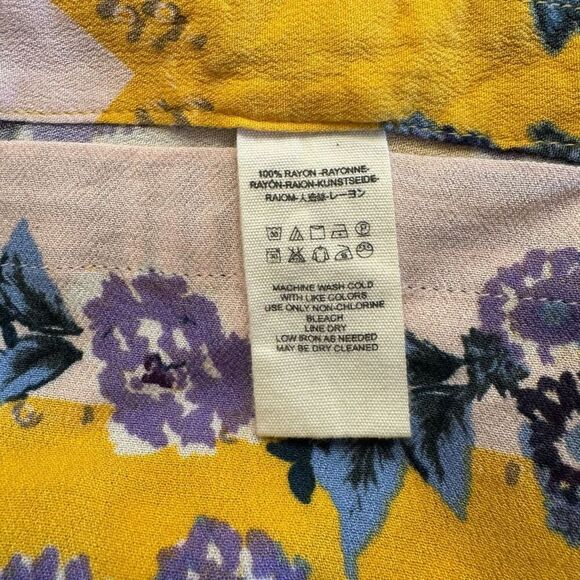 100% RAYON -RAYONNE-
RAYÓN-RAION-KUNSTSEIDE-
RAIOM-人造絲-レーヨン
MACHINE WASH COLD
WITH LIKE COLORS
USE ONLY NON-CHLORINE
BLEACH
LINE DRY
LOW IRON AS NEEDED
MAY BE DRY CLEANED